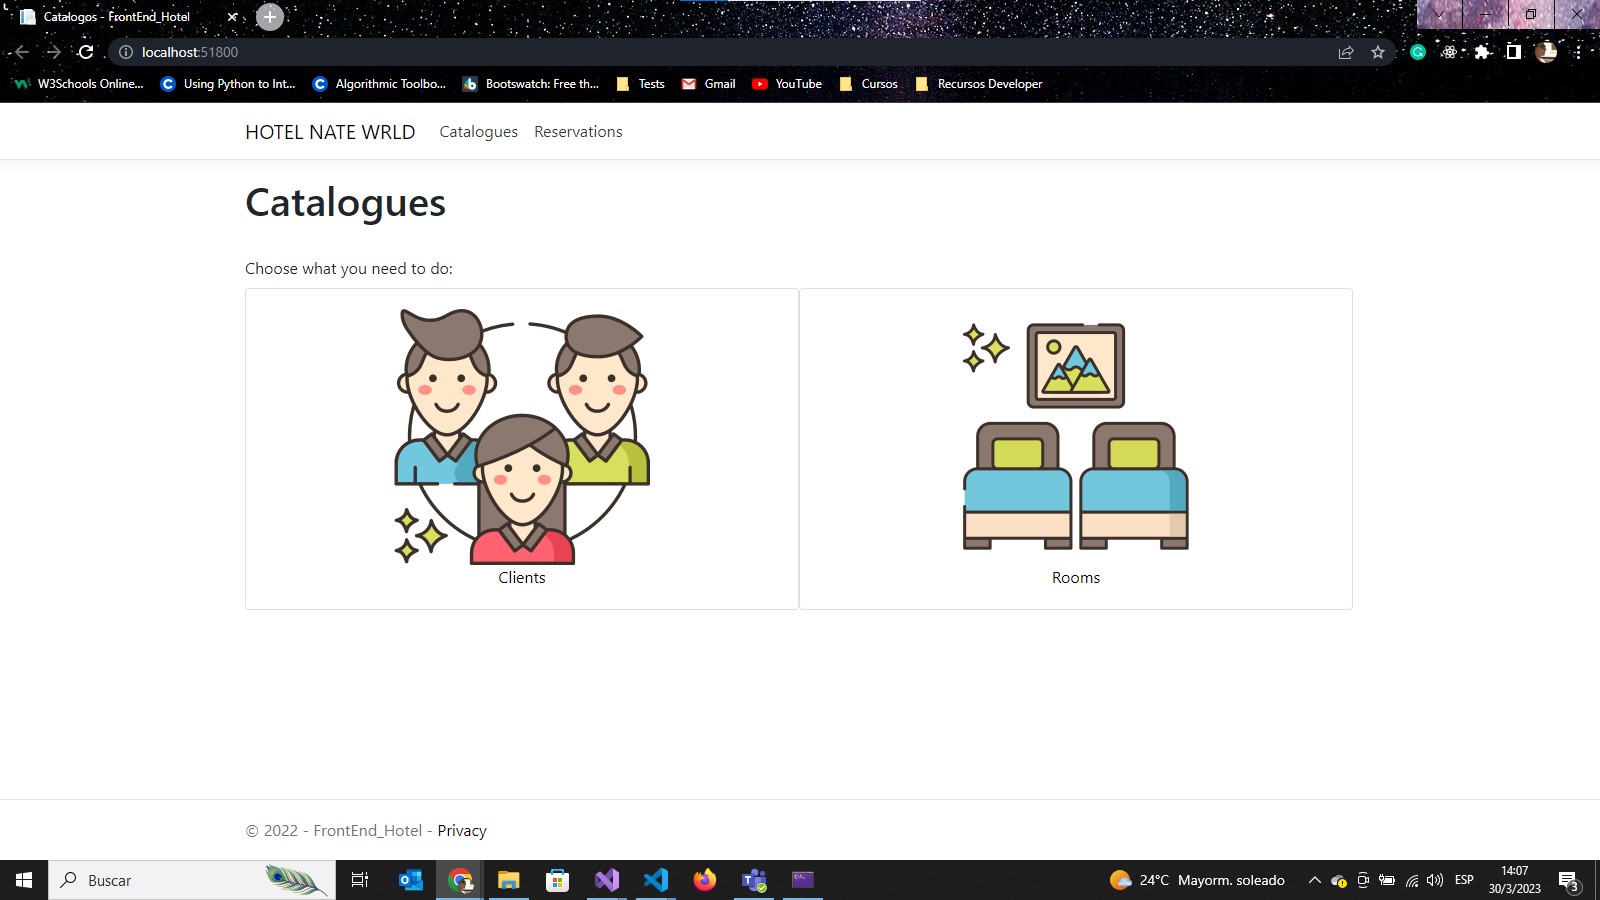 Catalogos - FrontEnd_Hotel
localhost:51800
W3Schools Online... Using Python to Int... Algorithmic Toolbo... Bootswatch: Free th... Tests Gmail YouTube Cursos Recursos Developer
HOTEL NATE WRLD Catalogues Reservations
Catalogues
Choose what you need to do:
Clients Rooms
© 2022 - FrontEnd_Hotel - Privacy
Buscar 24°C Mayorm. soleado ESP 14:07
30/3/2023 3